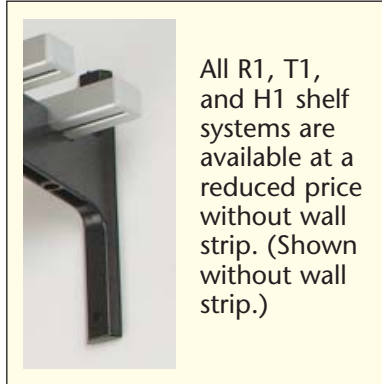 All R1, T1,
and H1 shelf
systems are
available at a
reduced price
without wall
strip. (Shown
without wall
strip.)